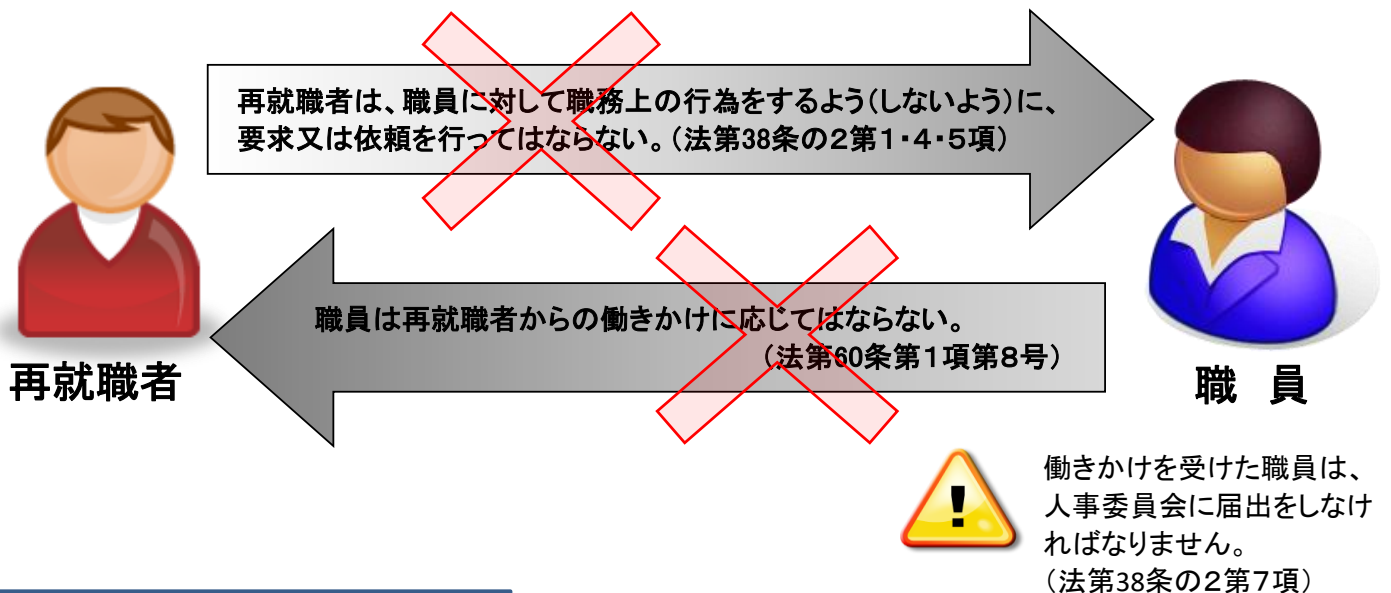 再就職者は、職員に対して職務上の行為をするよう（しないよう）に、
要求又は依頼を行ってはならない。（法第38条の２第１・４・５項）
職員は再就職者からの働きかけに応じてはならない。
（法第60条第１項第８号）
再就職者
職　員
働きかけを受けた職員は、
人事委員会に届出をしなけ
ればなりません。
（法第38条の２第７項）